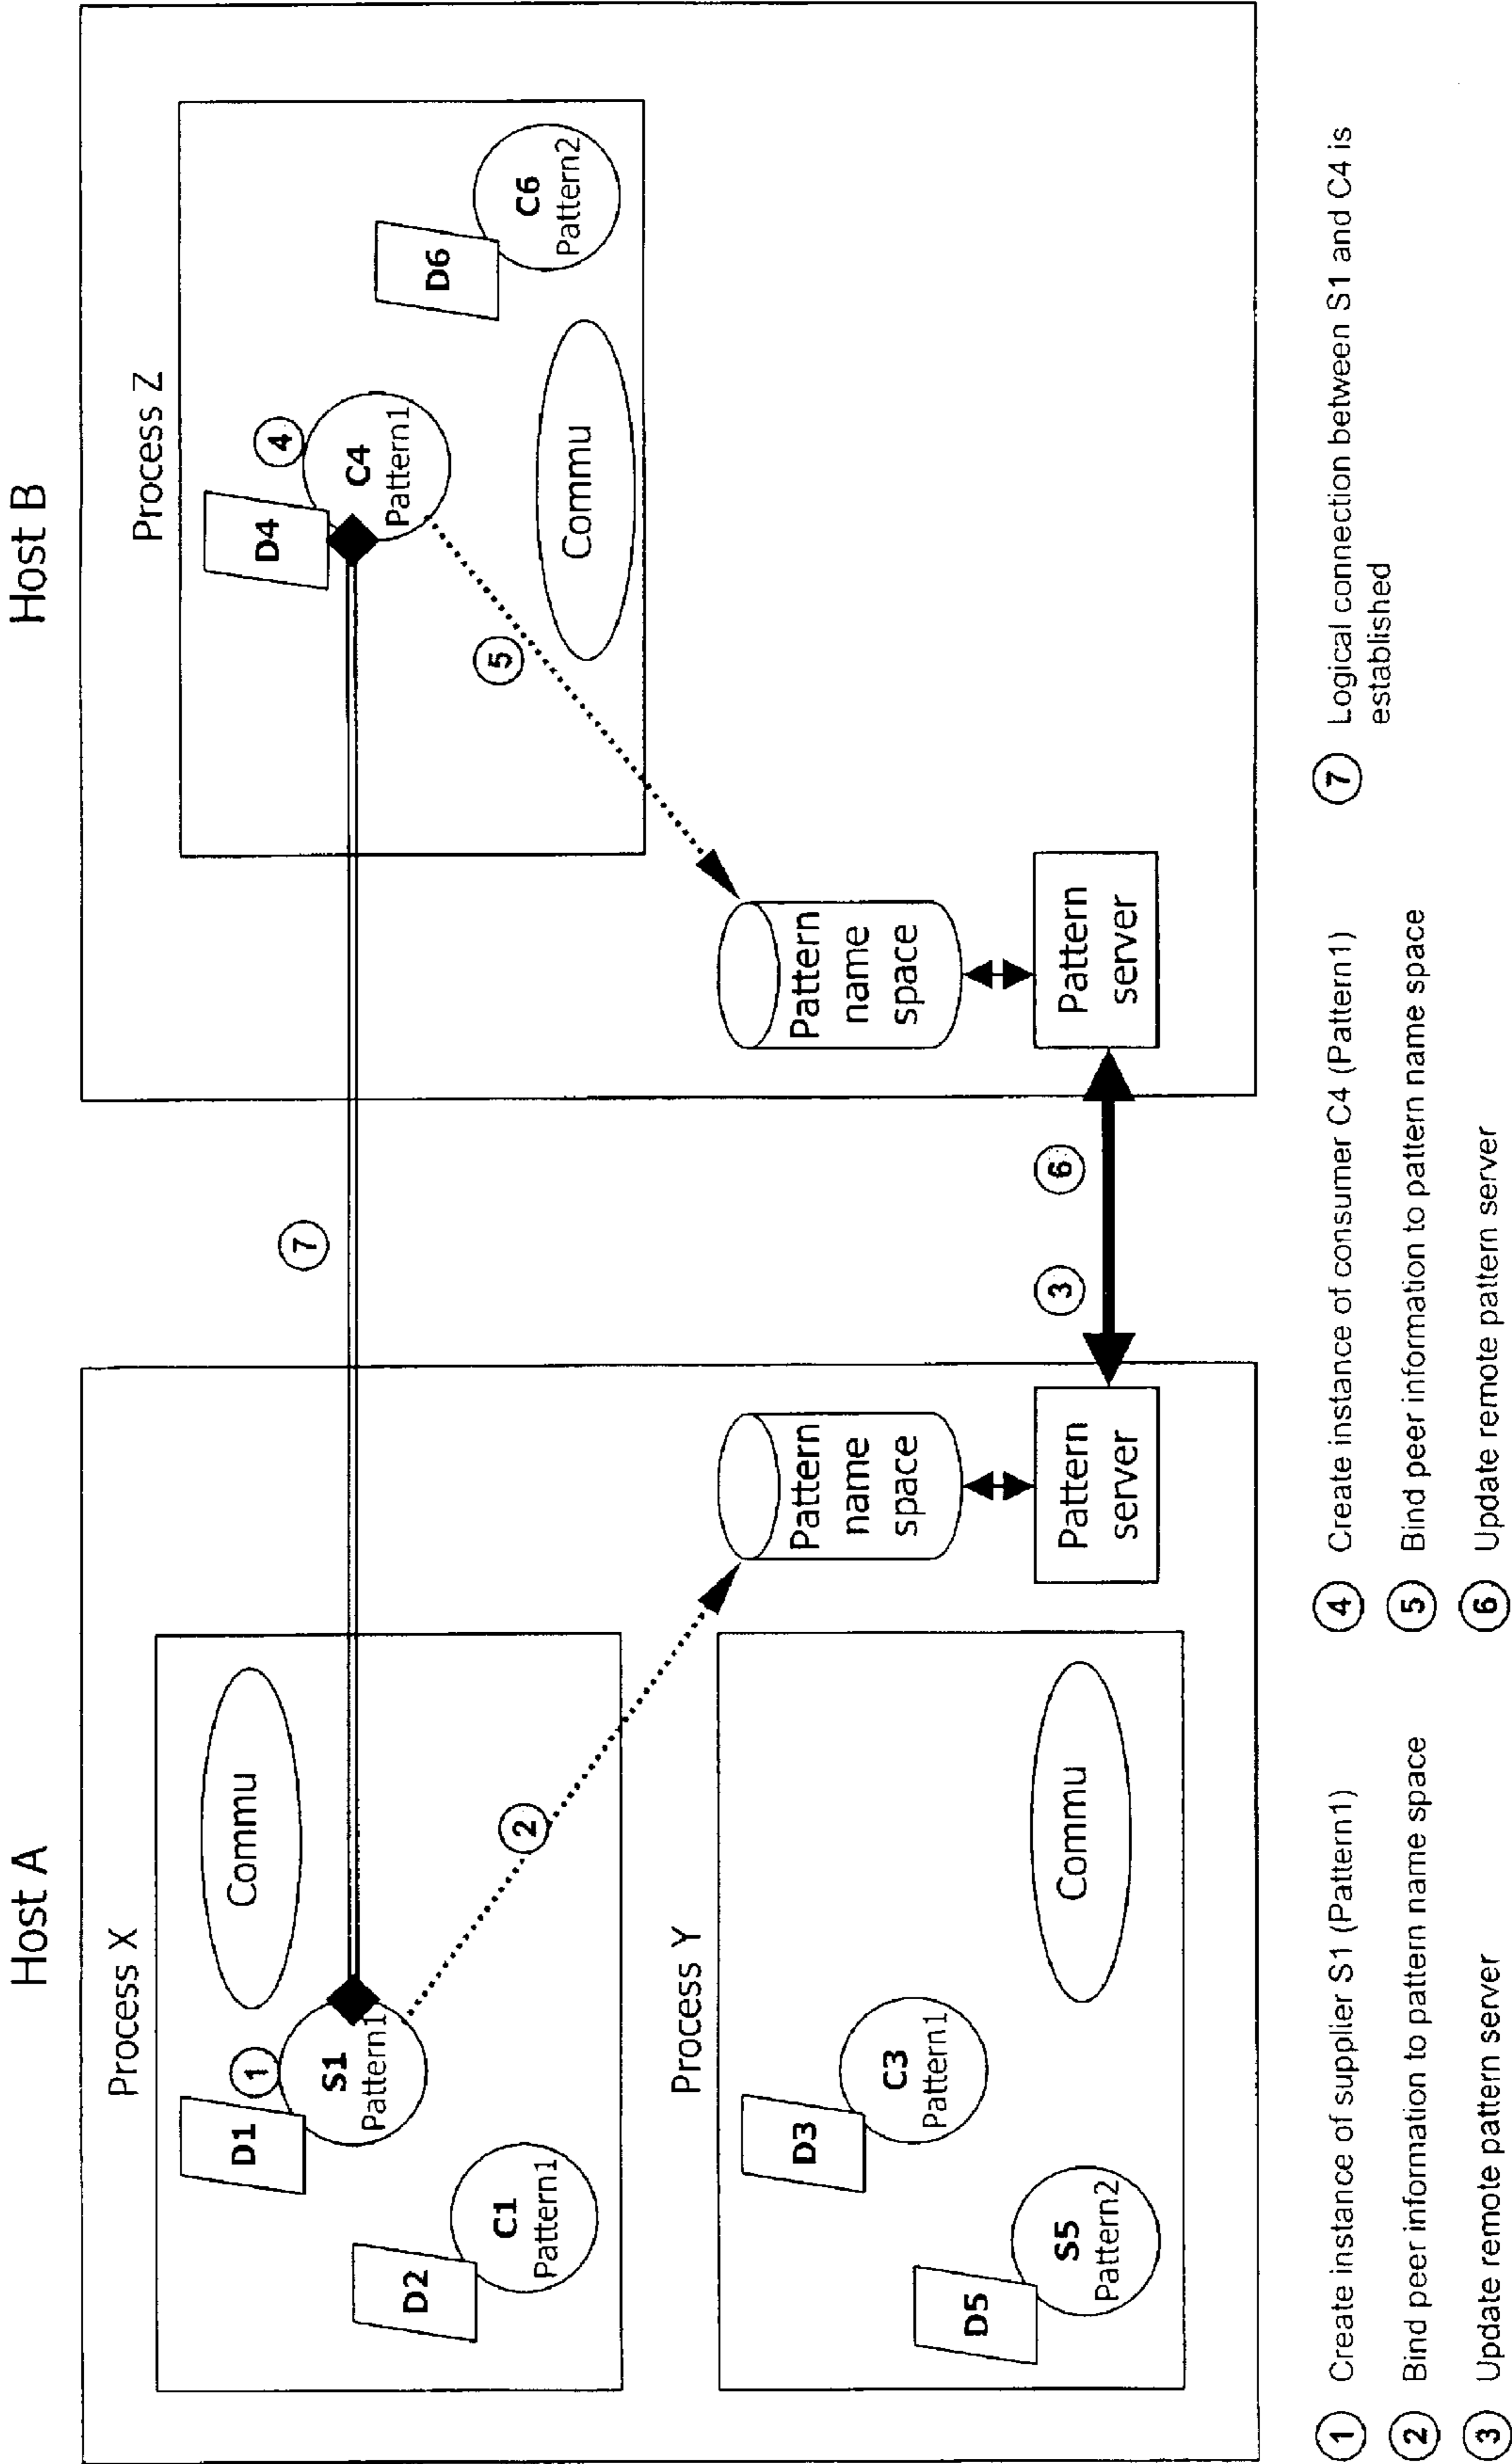 Host A
Host B
Process X
Process Z
D1
1
S1
Pattern1
Commu
D2
C1
Pattern1
2
7
D4
4
C4
Pattern1
5
Commu
D6
C6
Pattern2
Process Y
D3
C3
Pattern1
D5
S5
Pattern2
Commu
Pattern
name
space
Pattern
server
3
6
Pattern
name
space
Pattern
server
1 Create instance of supplier S1 (Pattern1)
2 Bind peer information to pattern name space
3 Update remote pattern server
4 Create instance of consumer C4 (Pattern1)
5 Bind peer information to pattern name space
6 Update remote pattern server
7 Logical connection between S1 and C4 is
established